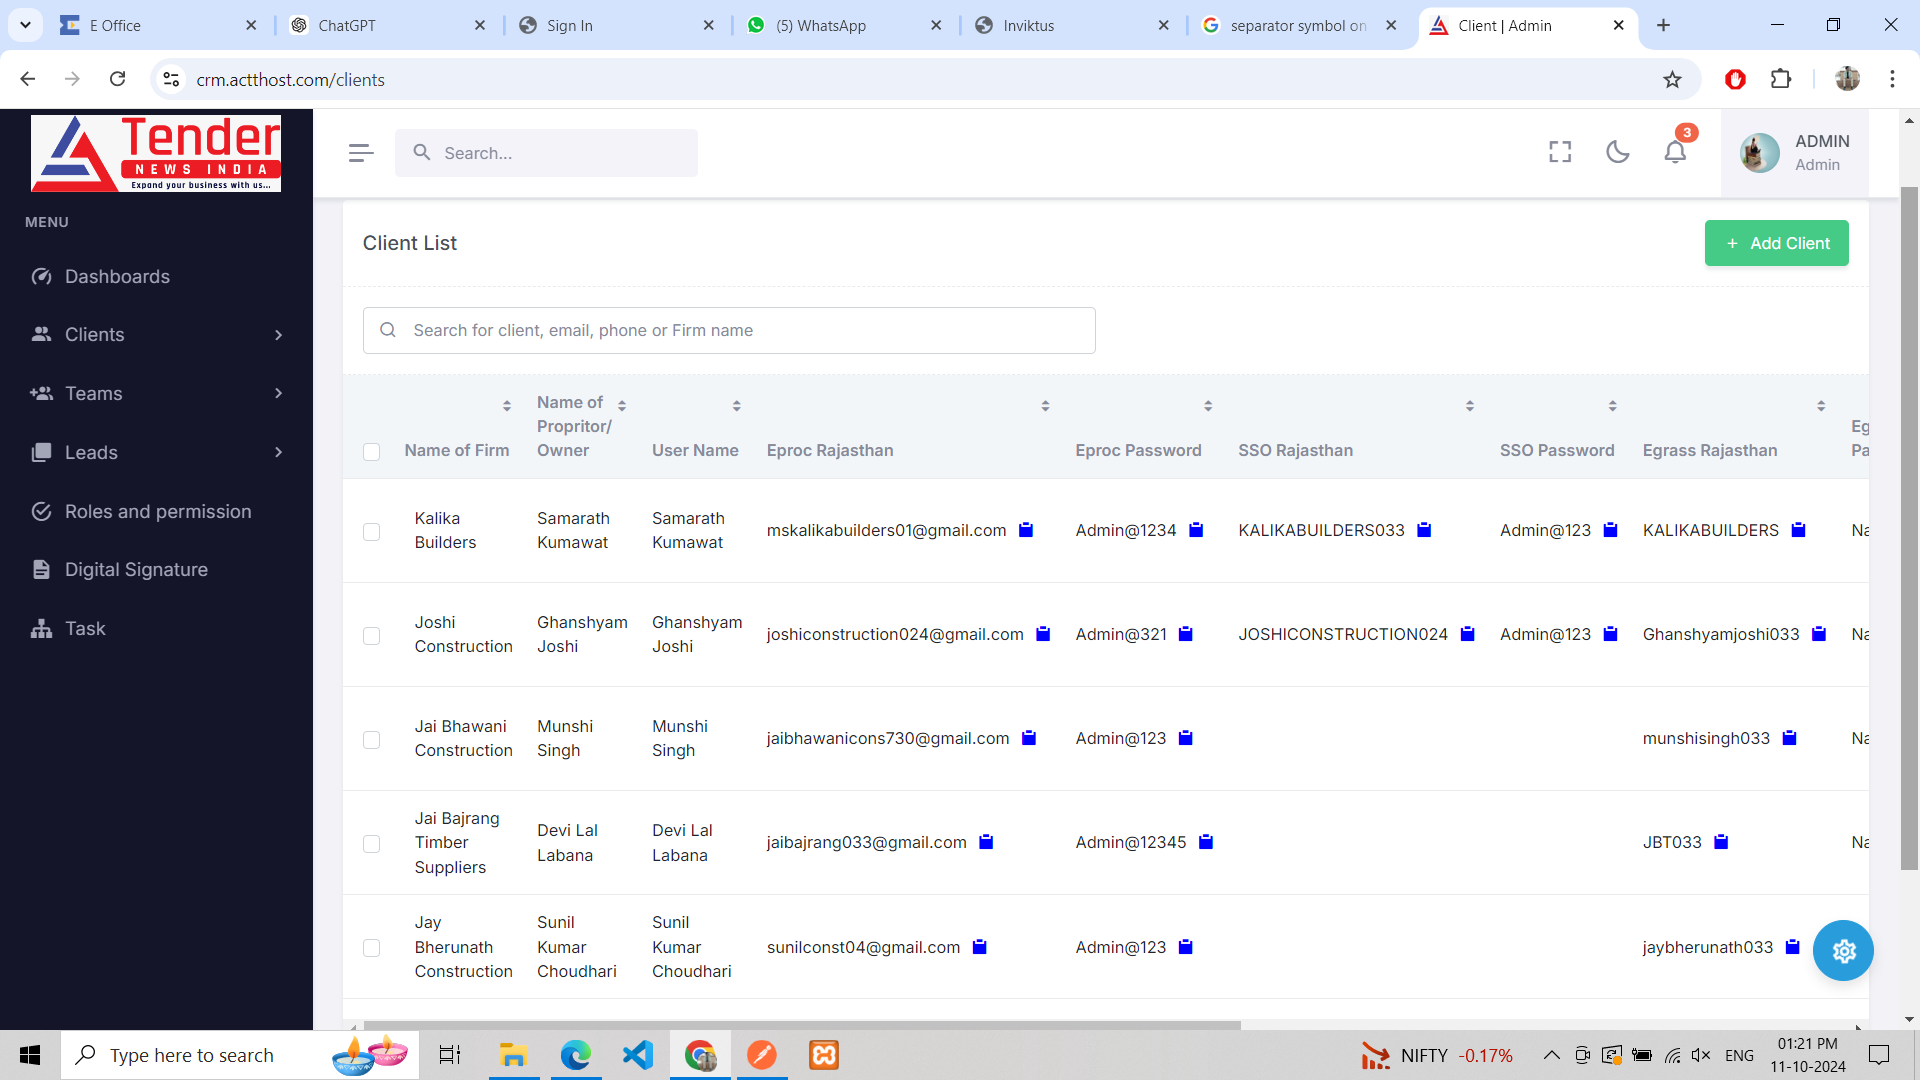 E Office
ChatGPT
Sign In
(5) WhatsApp
Inviktus
separator symbol on
Client | Admin
crm.actthost.com/clients
Tender
NEWS INDIA
Expand your business with us...
Search...
3
ADMIN
Admin
MENU
Dashboards
Clients
Teams
Leads
Roles and permission
Digital Signature
Task
Client List
+ Add Client
Search for client, email, phone or Firm name
Name of Firm
Name of
Propritor/
Owner
User Name
Eproc Rajasthan
Eproc Password
SSO Rajasthan
SSO Password
Egrass Rajasthan
Eg
Pa
Kalika
Builders
Samarath
Kumawat
Samarath
Kumawat
mskalikabuilders01@gmail.com
Admin@1234
KALIKABUILDERS033
Admin@123
KALIKABUILDERS
Na
Joshi
Construction
Ghanshyam
Joshi
Ghanshyam
Joshi
joshiconstruction024@gmail.com
Admin@321
JOSHICONSTRUCTION024
Admin@123
Ghanshyamjoshi033
Na
Jai Bhawani
Construction
Munshi
Singh
Munshi
Singh
jaibhawanicons730@gmail.com
Admin@123
munshisingh033
Na
Jai Bajrang
Timber
Suppliers
Devi Lal
Labana
Devi Lal
Labana
jaibajrang033@gmail.com
Admin@12345
JBT033
Na
Jay
Bherunath
Construction
Sunil
Kumar
Choudhari
Sunil
Kumar
Choudhari
sunilconst04@gmail.com
Admin@123
jaybherunath033
Type here to search
NIFTY -0.17%
ENG
01:21 PM
11-10-2024